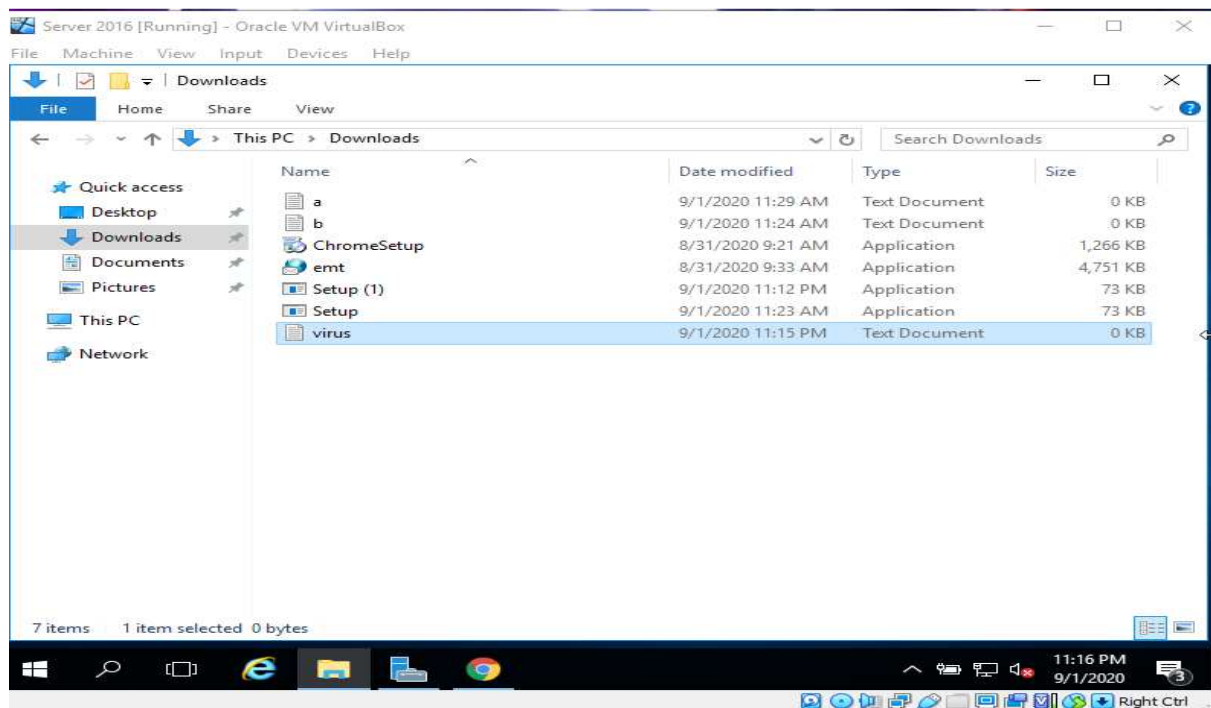 Server 2016 [Running] - Oracle VM VirtualBox
File Machine View Input Devices Help
Downloads
File Home Share View
This PC > Downloads Search Downloads
Name Date modified Type Size
Quick access
Desktop
Downloads
Documents
Pictures
This PC
Network
a 9/1/2020 11:29 AM Text Document 0 KB
b 9/1/2020 11:24 AM Text Document 0 KB
ChromeSetup 8/31/2020 9:21 AM Application 1,266 KB
emt 8/31/2020 9:33 AM Application 4,751 KB
Setup (1) 9/1/2020 11:12 PM Application 73 KB
Setup 9/1/2020 11:23 AM Application 73 KB
virus 9/1/2020 11:15 PM Text Document 0 KB
7 items 1 item selected 0 bytes
11:16 PM
9/1/2020
3
Right Ctrl